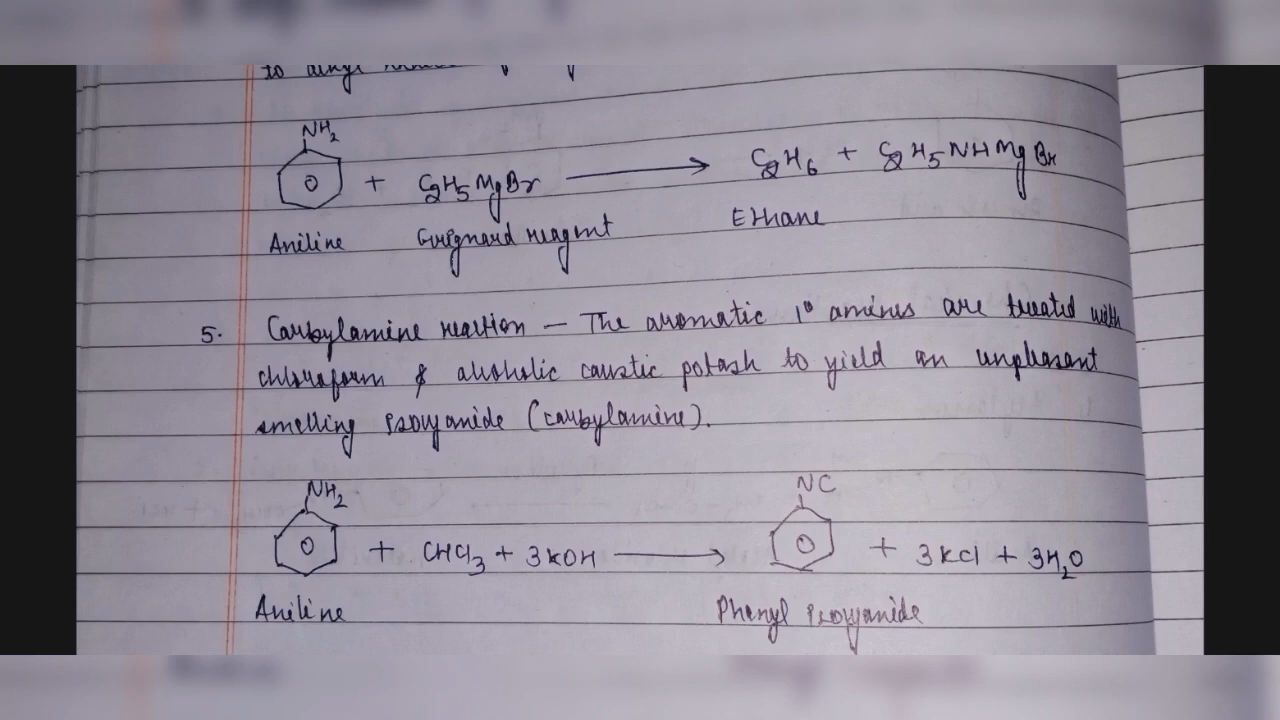 to alkyl
NH2
+ C2H5MgBr ⟶ C2H6 + C2H5NHMgBr
Aniline Grignard reagent Ethane
5. Carbylamine reaction — The aromatic 1° amines are treated with
chloroform & alcoholic caustic potash to yield an unpleasant
smelling isocyanide (carbylamine).
NH2 NC
+ CHCl3 + 3KOH ⟶ + 3KCl + 3H2O
Aniline Phenyl isocyanide